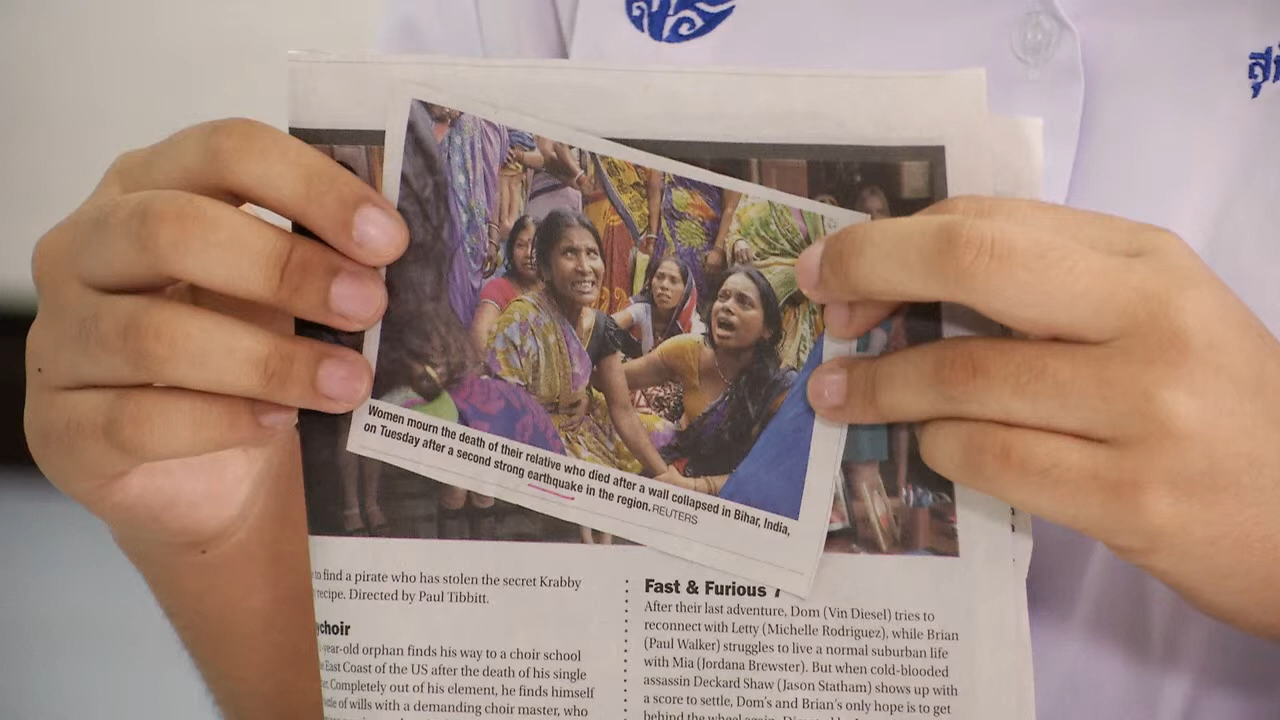 Women mourn the death of their relative who died after a wall collapsed in Bihar, India,
on Tuesday after a second strong earthquake in the region. REUTERS
to find a pirate who has stolen the secret Krabby
recipe. Directed by Paul Tibbitt.
choir
year-old orphan finds his way to a choir school
East Coast of the US after the death of his single
Completely out of his element, he finds himself
of wills with a demanding choir master, who
Fast & Furious 7
After their last adventure, Dom (Vin Diesel) tries to
reconnect with Letty (Michelle Rodriguez), while Brian
(Paul Walker) struggles to live a normal suburban life
with Mia (Jordana Brewster). But when cold-blooded
assassin Deckard Shaw (Jason Statham) shows up with
a score to settle, Dom's and Brian's only hope is to get
behind the wheel again.